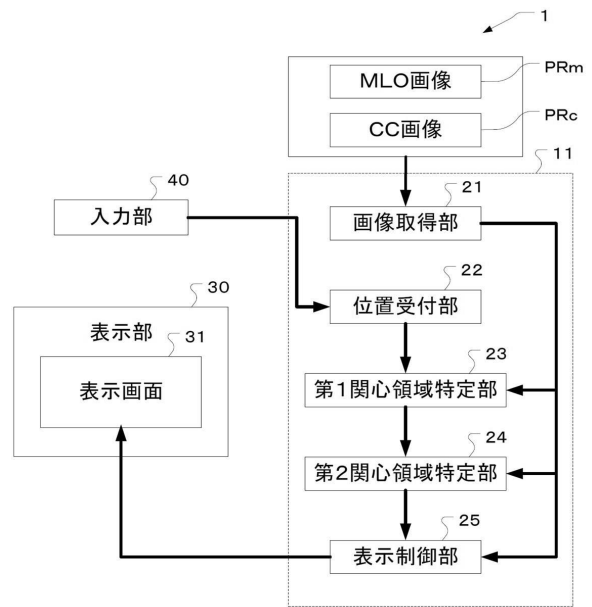 1
MLO画像
PRm
CC画像
PRc
11
40
21
入力部
画像取得部
22
位置受付部
30
表示部
31
表示画面
23
第1関心領域特定部
24
第2関心領域特定部
25
表示制御部